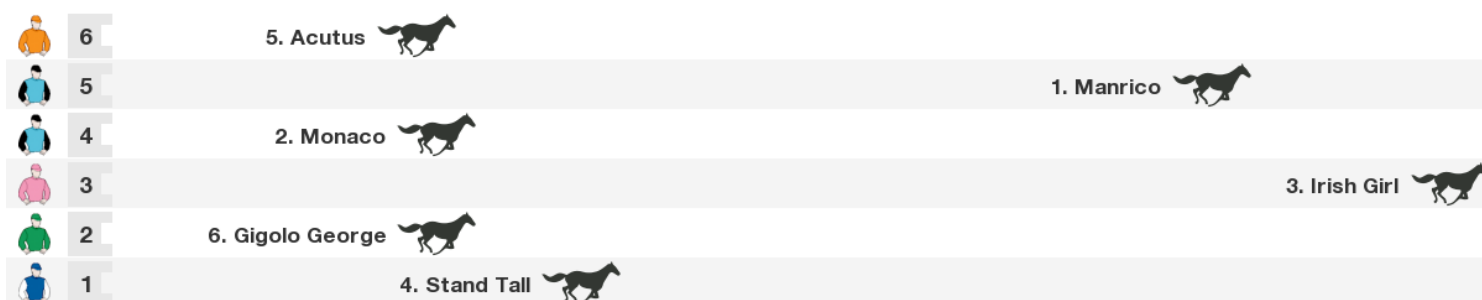 6 5. Acutus
5 1. Manrico
4 2. Monaco
3 3. Irish Girl
2 6. Gigolo George
1 4. Stand Tall